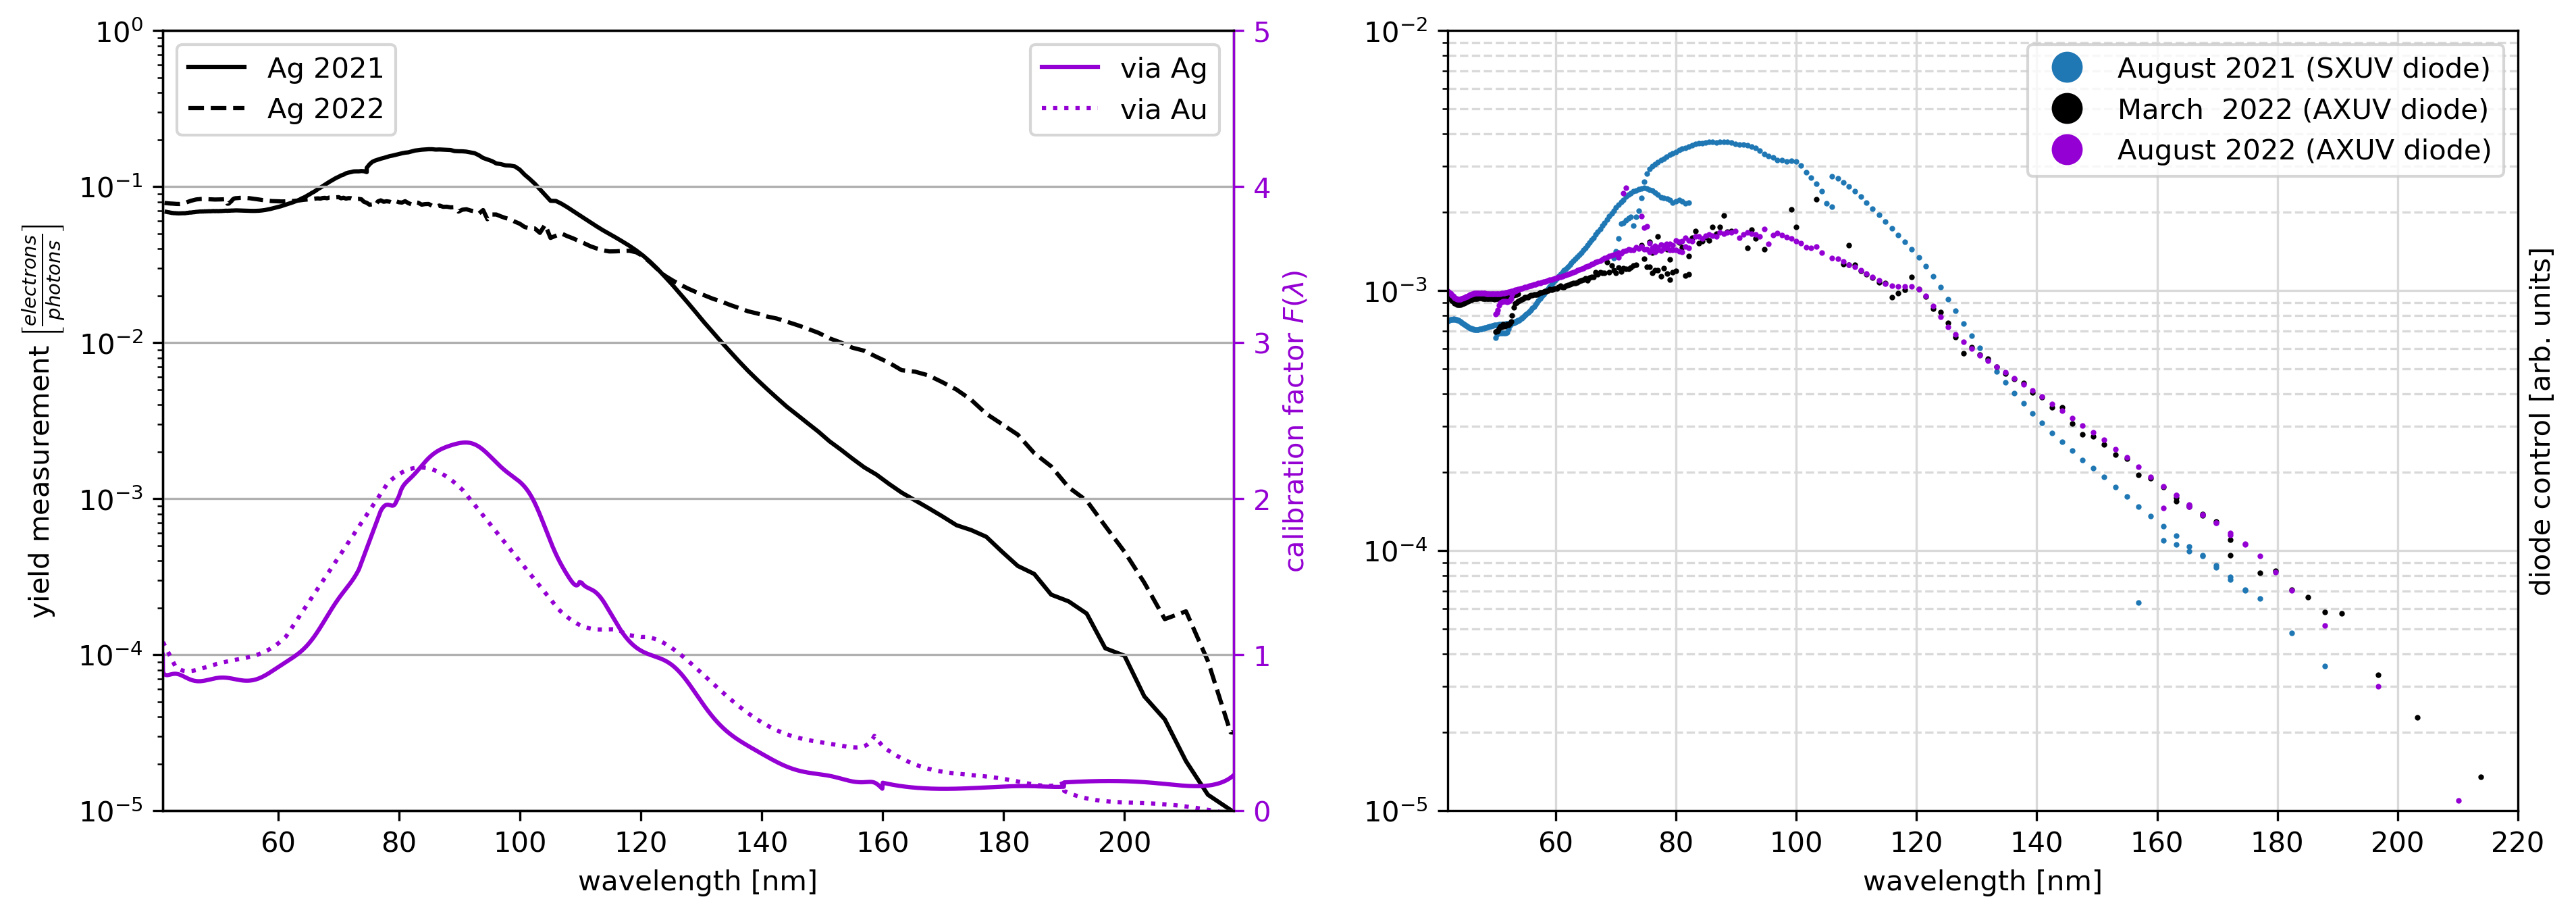 yield measurement [electrons/photons]
10⁰
10⁻¹
10⁻²
10⁻³
10⁻⁴
10⁻⁵
Ag 2021
Ag 2022
via Ag
via Au
5
4
3
2
1
0
calibration factor F(λ)
60 80 100 120 140 160 180 200
wavelength [nm]
10⁻²
10⁻³
10⁻⁴
10⁻⁵
August 2021 (SXUV diode)
March 2022 (AXUV diode)
August 2022 (AXUV diode)
diode control [arb. units]
60 80 100 120 140 160 180 200 220
wavelength [nm]